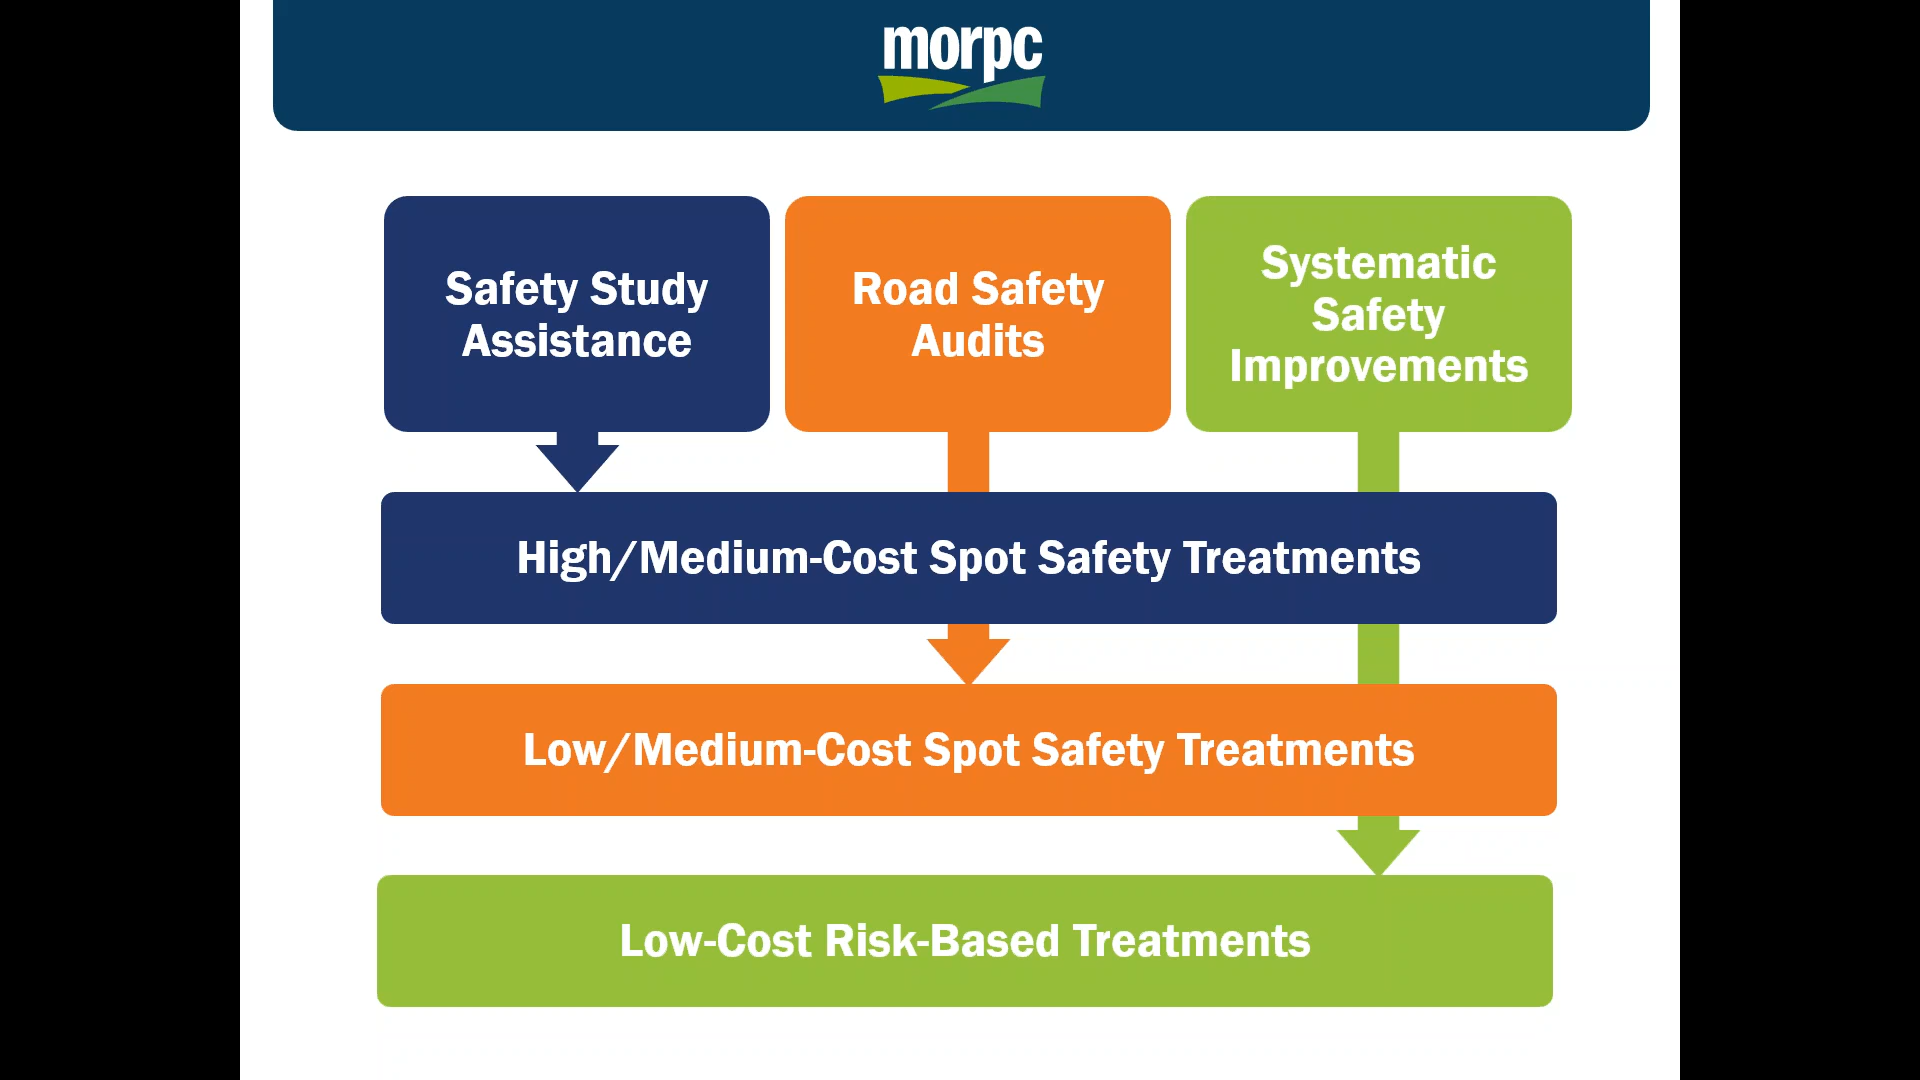 morpc
Safety Study
Assistance
Road Safety
Audits
Systematic
Safety
Improvements
High/Medium-Cost Spot Safety Treatments
Low/Medium-Cost Spot Safety Treatments
Low-Cost Risk-Based Treatments